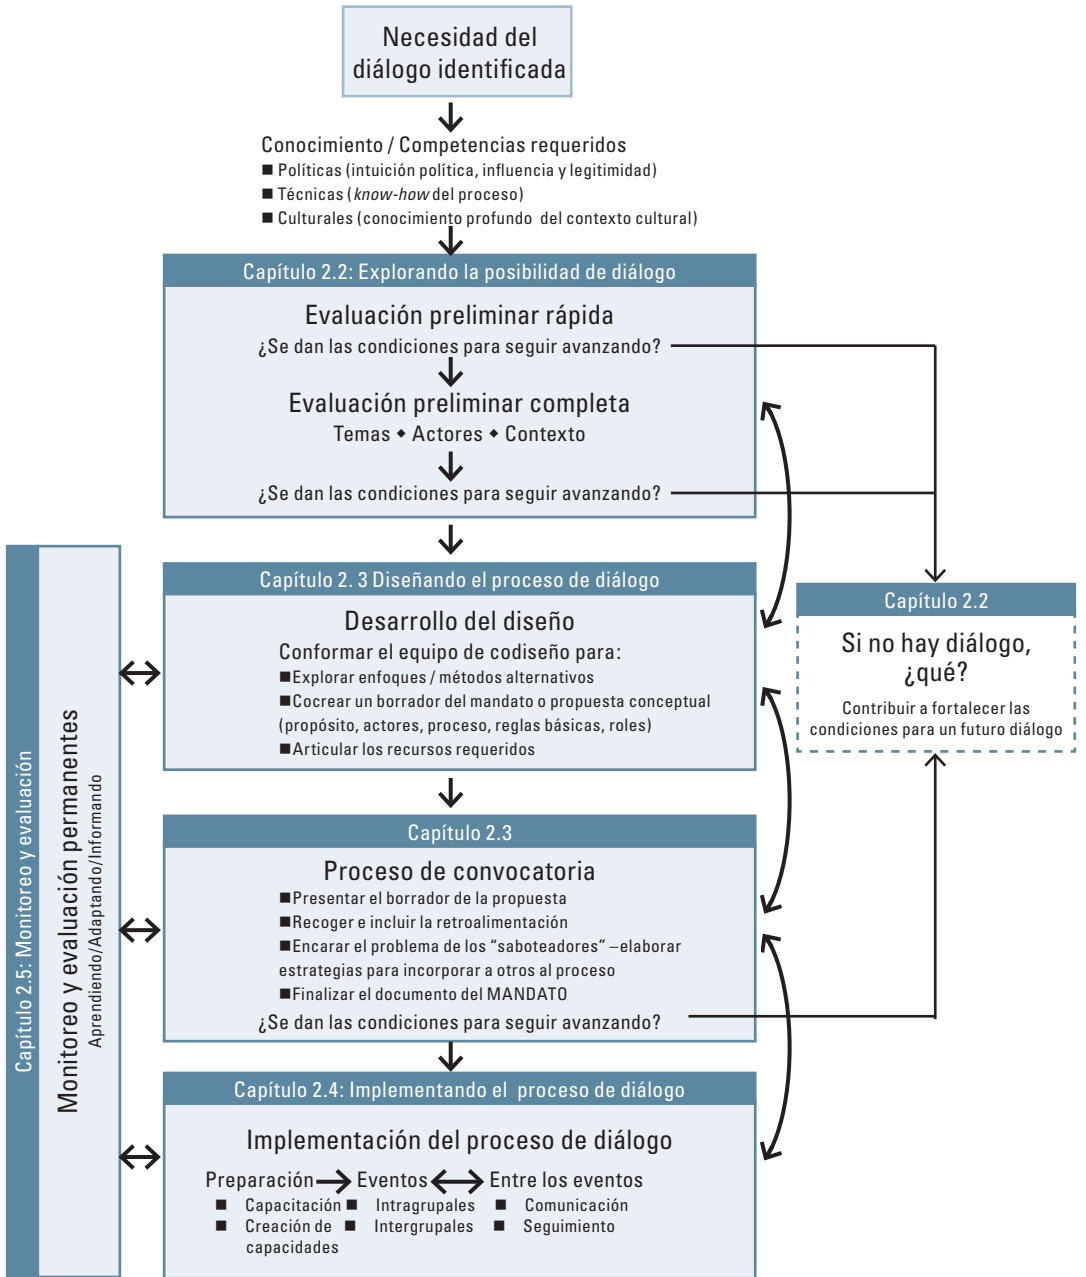 Necesidad del
diálogo identificada
Conocimiento / Competencias requeridos
■ Políticas (intuición política, influencia y legitimidad)
■ Técnicas (know-how del proceso)
■ Culturales (conocimiento profundo del contexto cultural)
Capítulo 2.2: Explorando la posibilidad de diálogo
Evaluación preliminar rápida
¿Se dan las condiciones para seguir avanzando?
Evaluación preliminar completa
Temas ◆ Actores ◆ Contexto
¿Se dan las condiciones para seguir avanzando?
Capítulo 2. 3 Diseñando el proceso de diálogo
Desarrollo del diseño
Conformar el equipo de codiseño para:
■Explorar enfoques / métodos alternativos
■Cocrear un borrador del mandato o propuesta conceptual
(propósito, actores, proceso, reglas básicas, roles)
■Articular los recursos requeridos
Capítulo 2.2
Si no hay diálogo,
¿qué?
Contribuir a fortalecer las
condiciones para un futuro diálogo
Capítulo 2.3
Proceso de convocatoria
■Presentar el borrador de la propuesta
■Recoger e incluir la retroalimentación
■Encarar el problema de los “saboteadores” –elaborar
estrategias para incorporar a otros al proceso
■Finalizar el documento del MANDATO
¿Se dan las condiciones para seguir avanzando?
Capítulo 2.4: Implementando el proceso de diálogo
Implementación del proceso de diálogo
Preparación Eventos Entre los eventos
■ Capacitación ■ Intragrupales ■ Comunicación
■ Creación de ■ Intergrupales ■ Seguimiento
capacidades
Capítulo 2.5: Monitoreo y evaluación
Monitoreo y evaluación permanentes
Aprendiendo/Adaptando/Informando